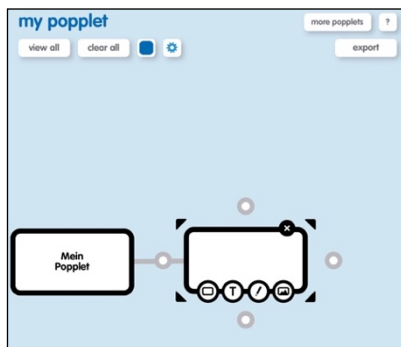 my popplet
more popplets
?
view all
clear all
export
Mein
Popplet
T